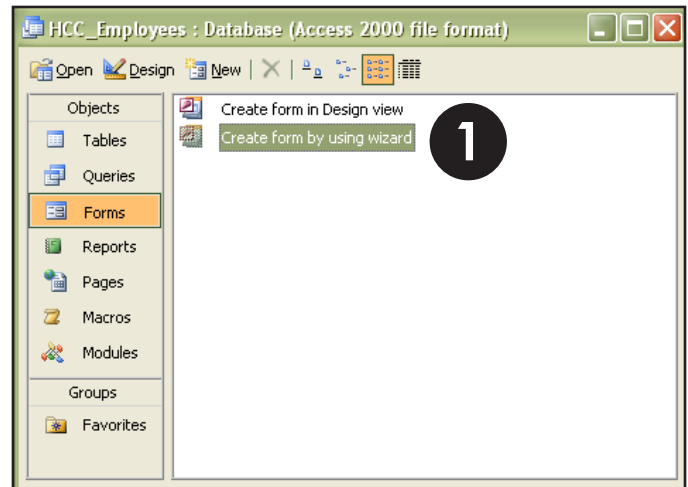 HCC_Employees : Database (Access 2000 file format)
Open Design New
Objects
Tables
Queries
Forms
Reports
Pages
Macros
Modules
Groups
Favorites
Create form in Design view
Create form by using wizard
1